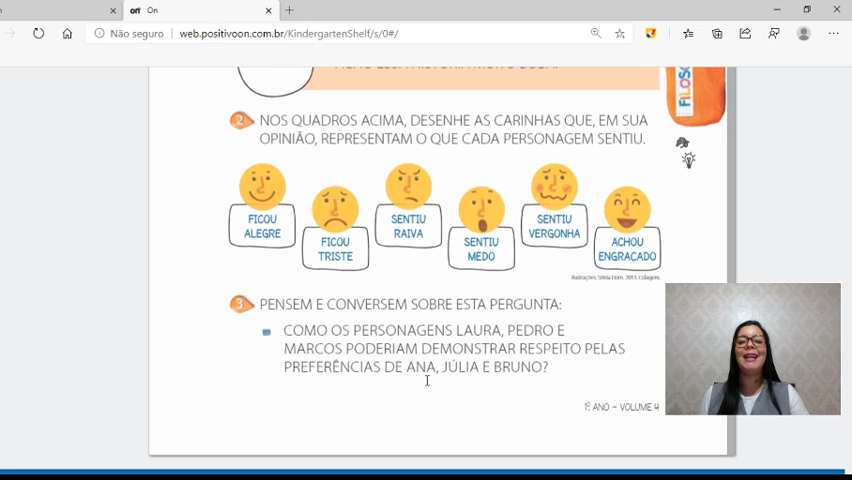 On
Não seguro
web.positivoon.com.br/KindergartenShelf/s/0#/
FILOSO
2 NOS QUADROS ACIMA, DESENHE AS CARINHAS QUE, EM SUA
OPINIÃO, REPRESENTAM O QUE CADA PERSONAGEM SENTIU.
FICOU
ALEGRE
FICOU
TRISTE
SENTIU
RAIVA
SENTIU
MEDO
SENTIU
VERGONHA
ACHOU
ENGRAÇADO
Ilustrações: Sônia Horn. 2013. Colagem.
3 PENSEM E CONVERSEM SOBRE ESTA PERGUNTA:
COMO OS PERSONAGENS LAURA, PEDRO E
MARCOS PODERIAM DEMONSTRAR RESPEITO PELAS
PREFERÊNCIAS DE ANA, JÚLIA E BRUNO?
1º. ANO – VOLUME 4